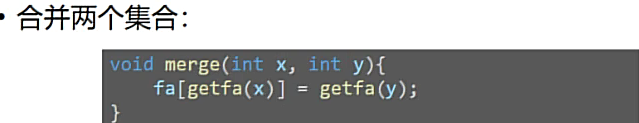 • 合并两个集合：
void merge(int x, int y){
    fa[getfa(x)] = getfa(y);
}